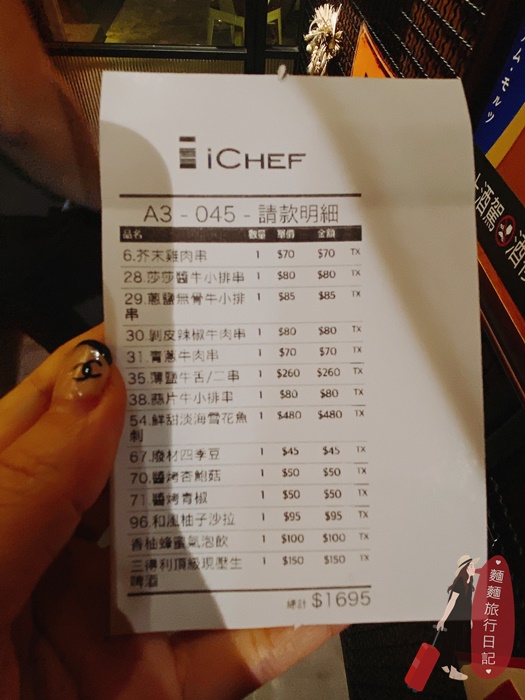 iCHEF
A3 - 045 - 請款明細
品名 數量 單價 金額
6.芥末雞肉串 1 $70 $70 TX
28.莎莎醬牛小排串 1 $80 $80 TX
29.蔥鹽無骨牛小排 1 $85 $85 TX
串
30.剝皮辣椒牛肉串 1 $80 $80 TX
31.青蔥牛肉串 1 $70 $70 TX
35.薄鹽牛舌/二串 1 $260 $260 TX
38.蒜片牛小排串 1 $80 $80 TX
54.鮮甜淡海雪花魚 1 $480 $480 TX
劇
67.廢材四季豆 1 $45 $45 TX
70.醬烤杏鮑菇 1 $50 $50 TX
71.醬烤青椒 1 $50 $50 TX
96.和風柚子沙拉 1 $95 $95 TX
香柚蜂蜜氣泡飲 1 $100 $100 TX
三得利頂級現壓生 1 $150 $150 TX
啤酒
總計 $1695
ム・モルツ
酒駕
酒
麵麵旅行日記